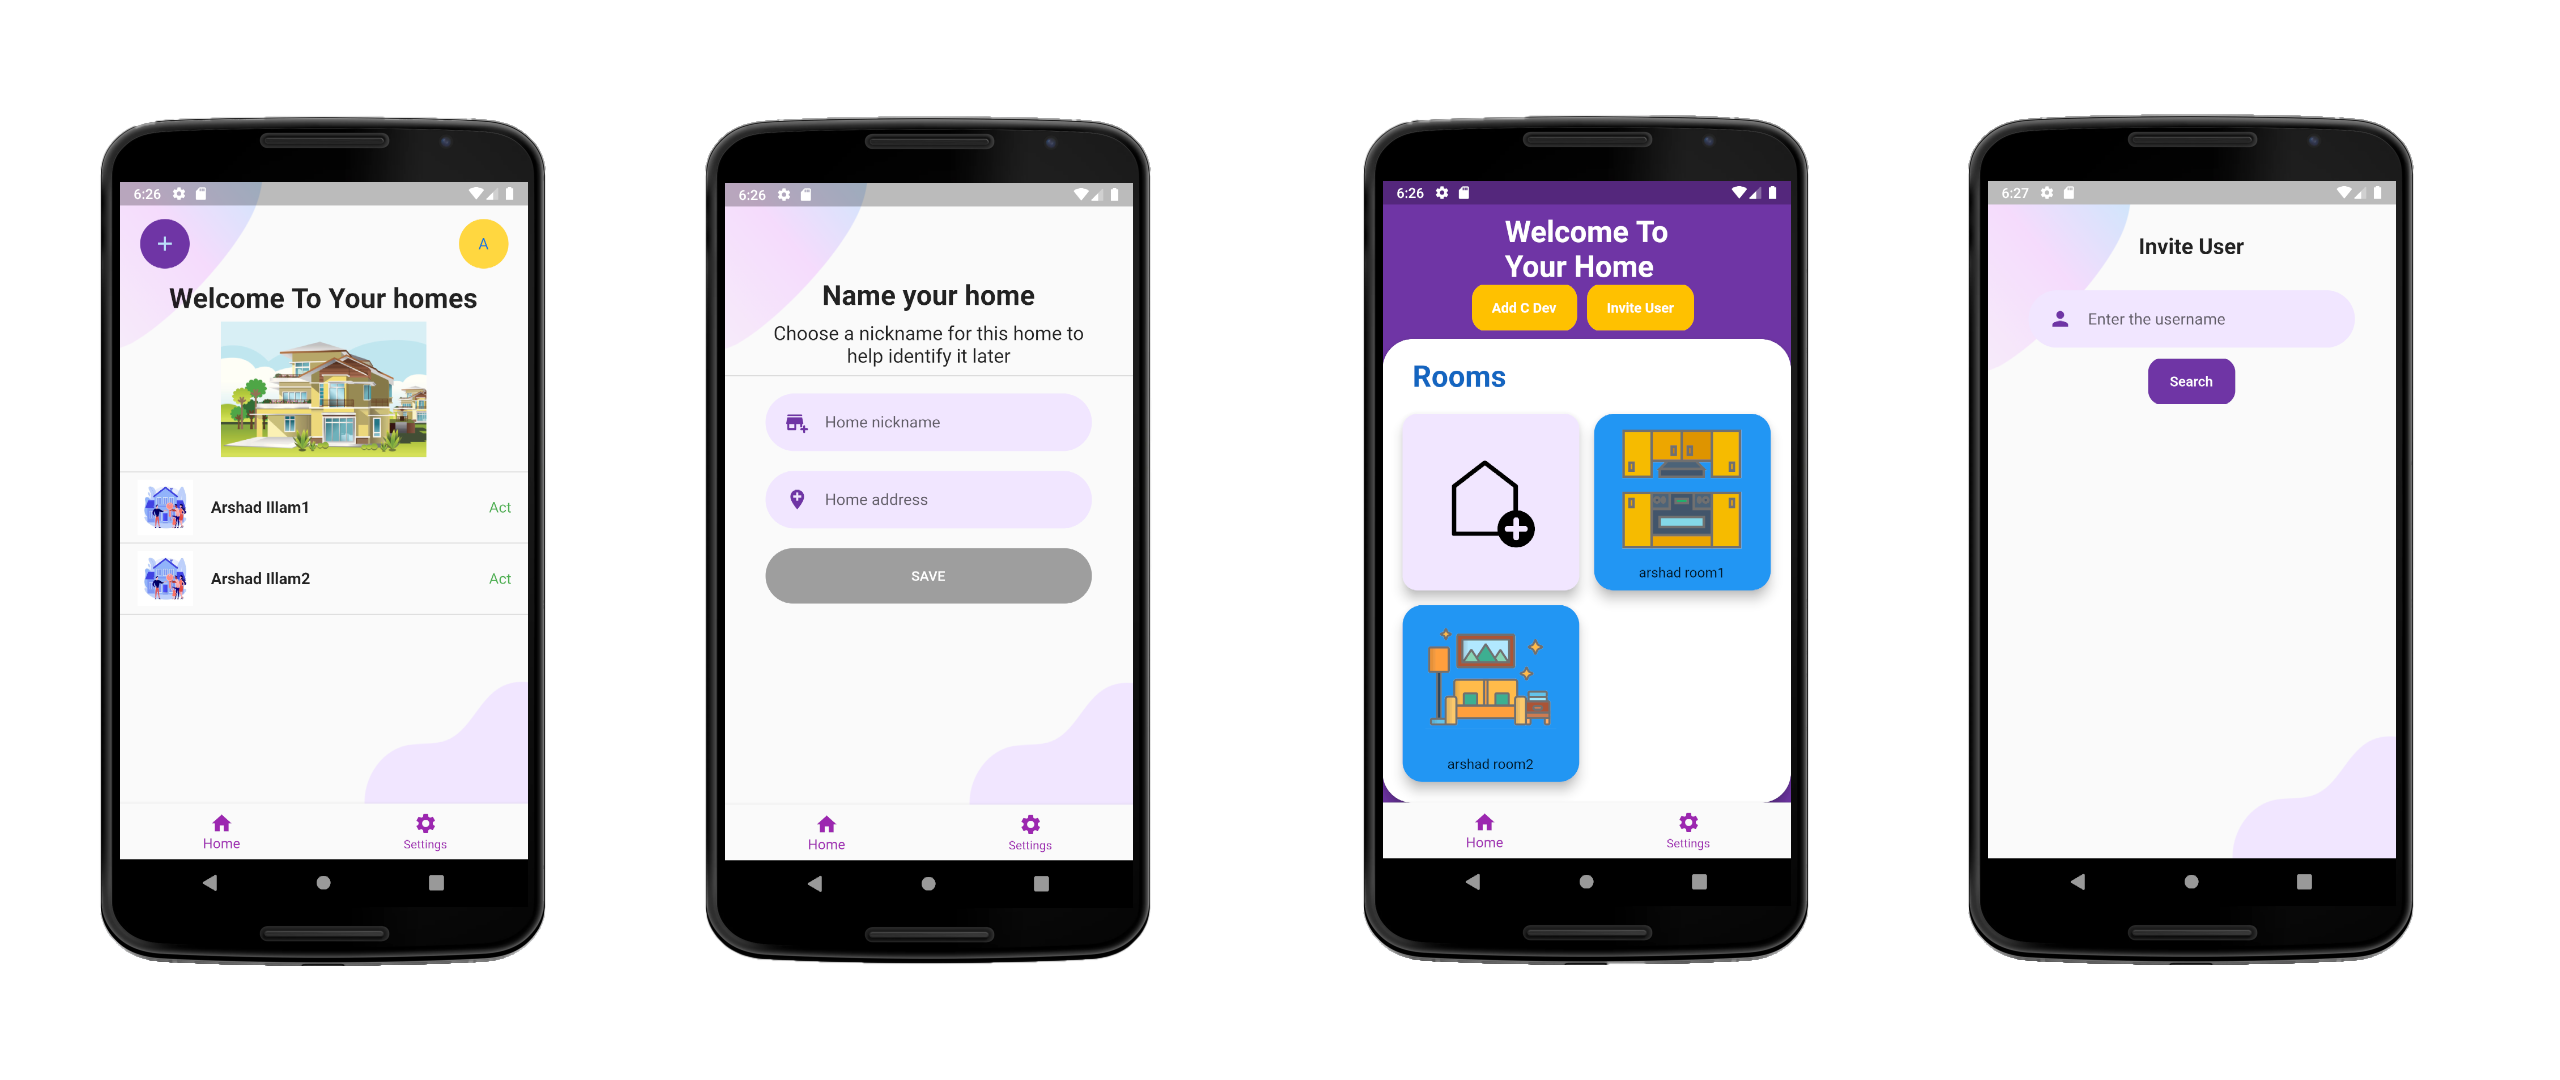 6:26
+
A
Welcome To Your homes
Arshad Illam1
Act
Arshad Illam2
Act
Home
Settings
6:26
Name your home
Choose a nickname for this home to
help identify it later
Home nickname
Home address
SAVE
Home
Settings
6:26
Welcome To
Your Home
Add C Dev
Invite User
Rooms
arshad room1
arshad room2
Home
Settings
6:27
Invite User
Enter the username
Search